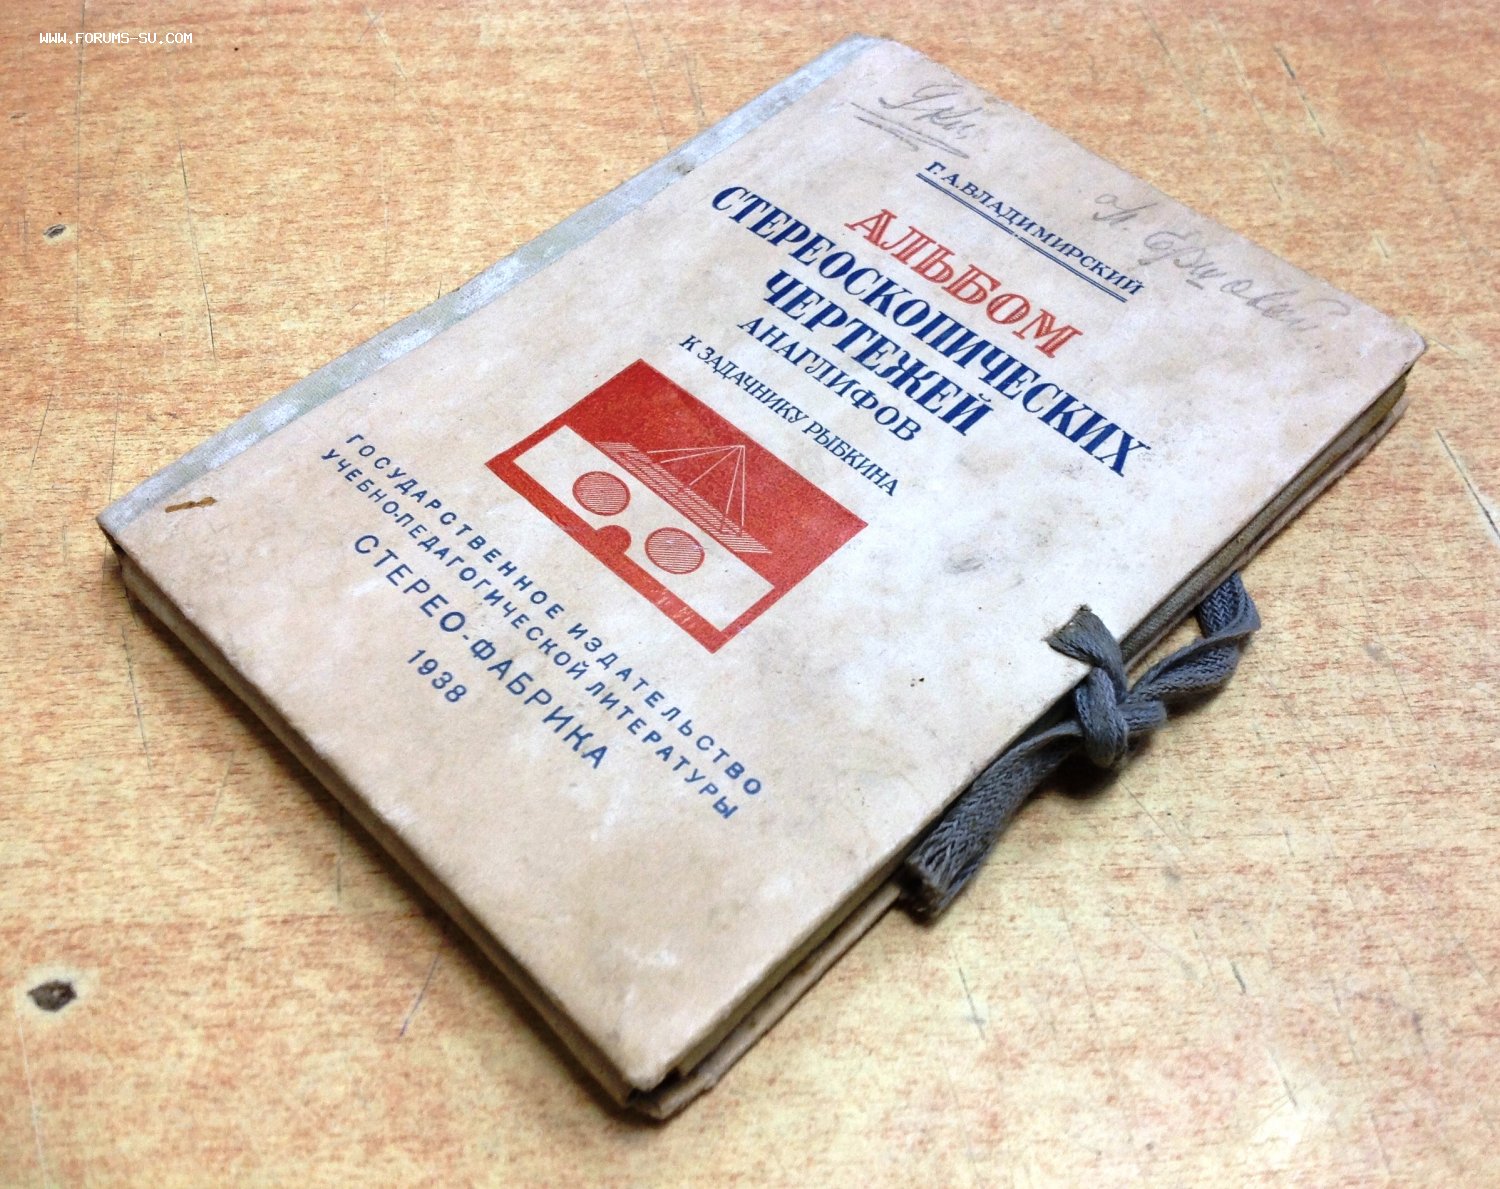 WWW.FORUMS-SU.COM
Г. А. ВЛАДИМИРСКИЙ
АЛЬБОМ
СТЕРЕОСКОПИЧЕСКИХ
ЧЕРТЕЖЕЙ
АНАГЛИФОВ
К ЗАДАЧНИКУ РЫБКИНА
ГОСУДАРСТВЕННОЕ ИЗДАТЕЛЬСТВО
УЧЕБНО-ПЕДАГОГИЧЕСКОЙ ЛИТЕРАТУРЫ
СТЕРЕО-ФАБРИКА
1938